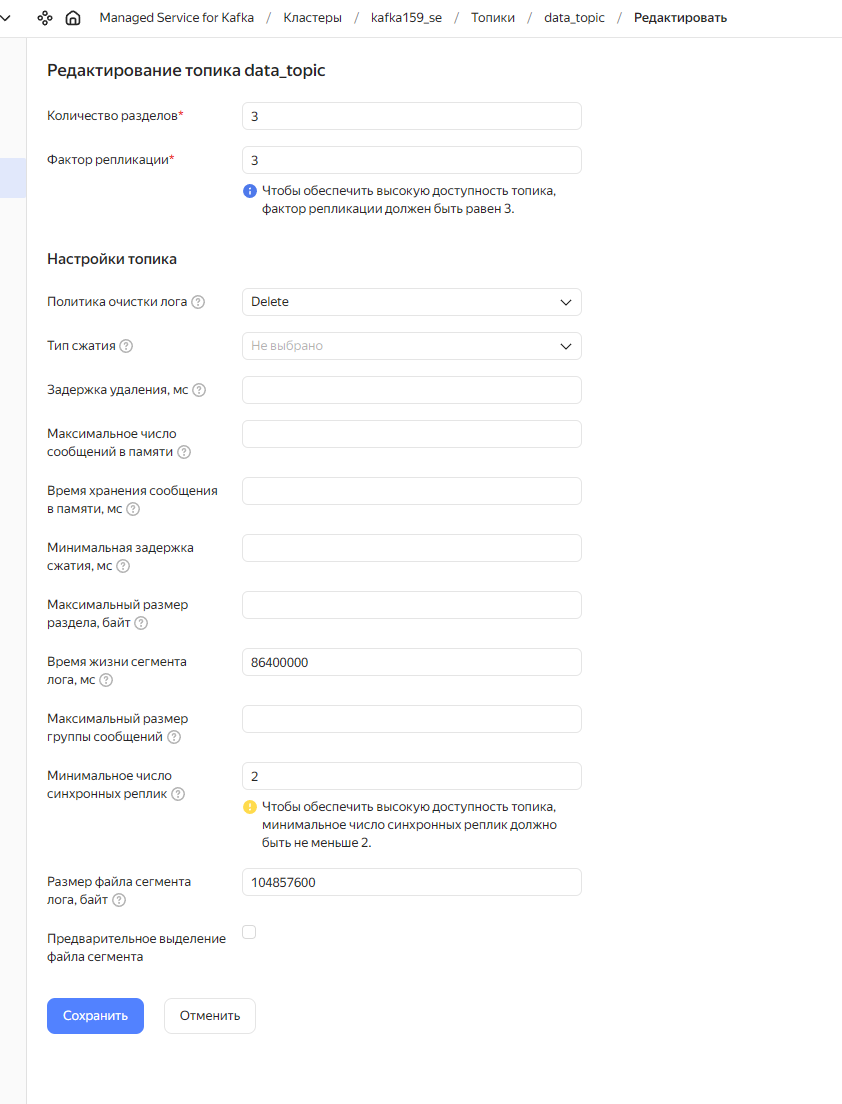 Managed Service for Kafka / Кластеры / kafka159_se / Топики / data_topic / Редактировать
Редактирование топика data_topic
Количество разделов*
3
Фактор репликации*
3
Чтобы обеспечить высокую доступность топика,
фактор репликации должен быть равен 3.
Настройки топика
Политика очистки лога
Delete
Тип сжатия
Не выбрано
Задержка удаления, мс
Максимальное число
сообщений в памяти
Время хранения сообщения
в памяти, мс
Минимальная задержка
сжатия, мс
Максимальный размер
раздела, байт
Время жизни сегмента
лога, мс
86400000
Максимальный размер
группы сообщений
Минимальное число
синхронных реплик
2
Чтобы обеспечить высокую доступность топика,
минимальное число синхронных реплик должно
быть не меньше 2.
Размер файла сегмента
лога, байт
104857600
Предварительное выделение
файла сегмента
Сохранить
Отменить